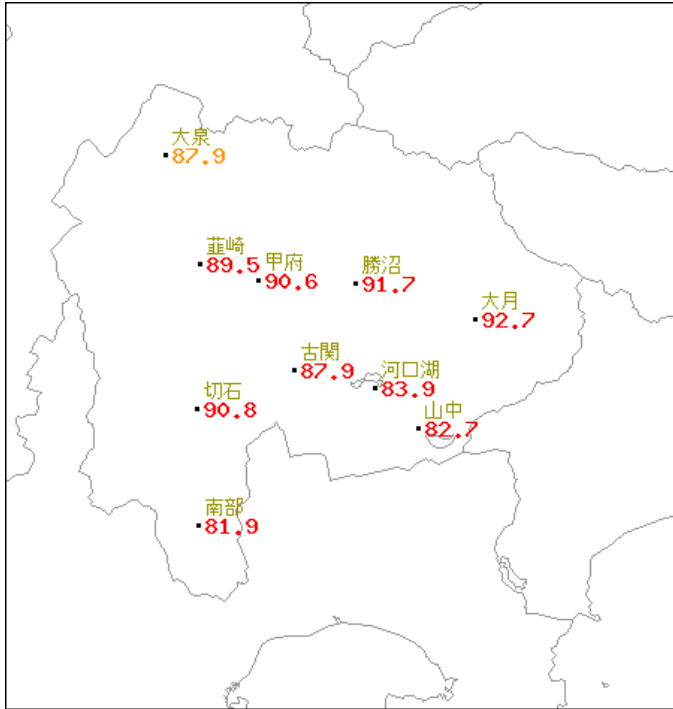 大泉
87.9
韮崎
89.5
甲府
90.6
勝沼
91.7
大月
92.7
古関
87.9
河口湖
83.9
切石
90.8
山中
82.7
南部
81.9